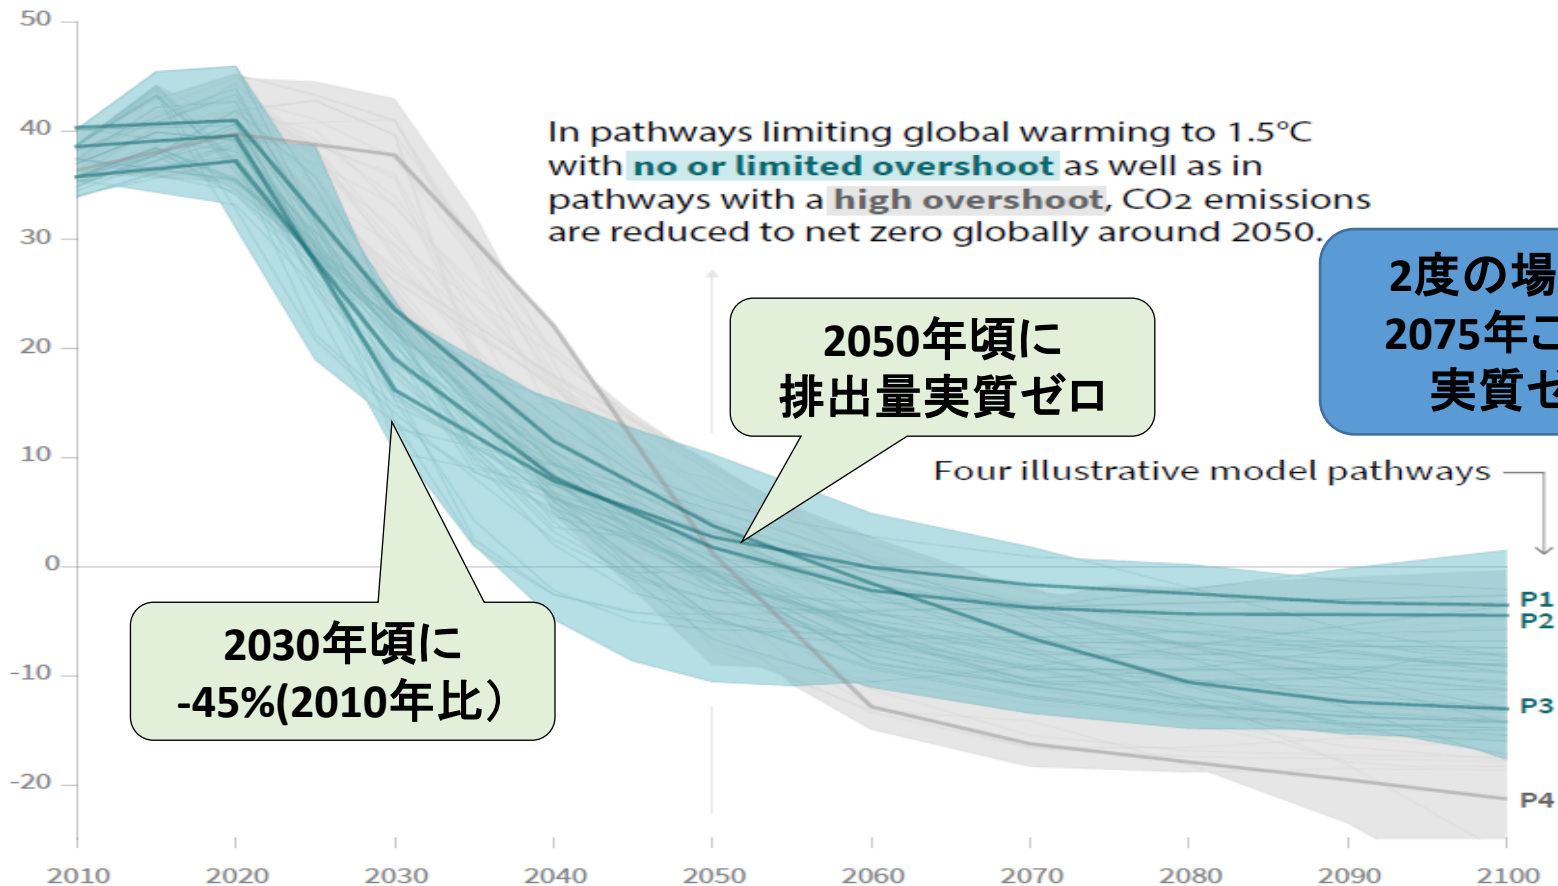 50
40
30
20
10
0
-10
-20
In pathways limiting global warming to 1.5°C
with no or limited overshoot as well as in
pathways with a high overshoot, CO2 emissions
are reduced to net zero globally around 2050.
2度の場
2075年こ
実質ゼ
2050年頃に
排出量実質ゼロ
Four illustrative model pathways
2030年頃に
-45%(2010年比）
P1
P2
P3
P4
2010 2020 2030 2040 2050 2060 2070 2080 2090 2100